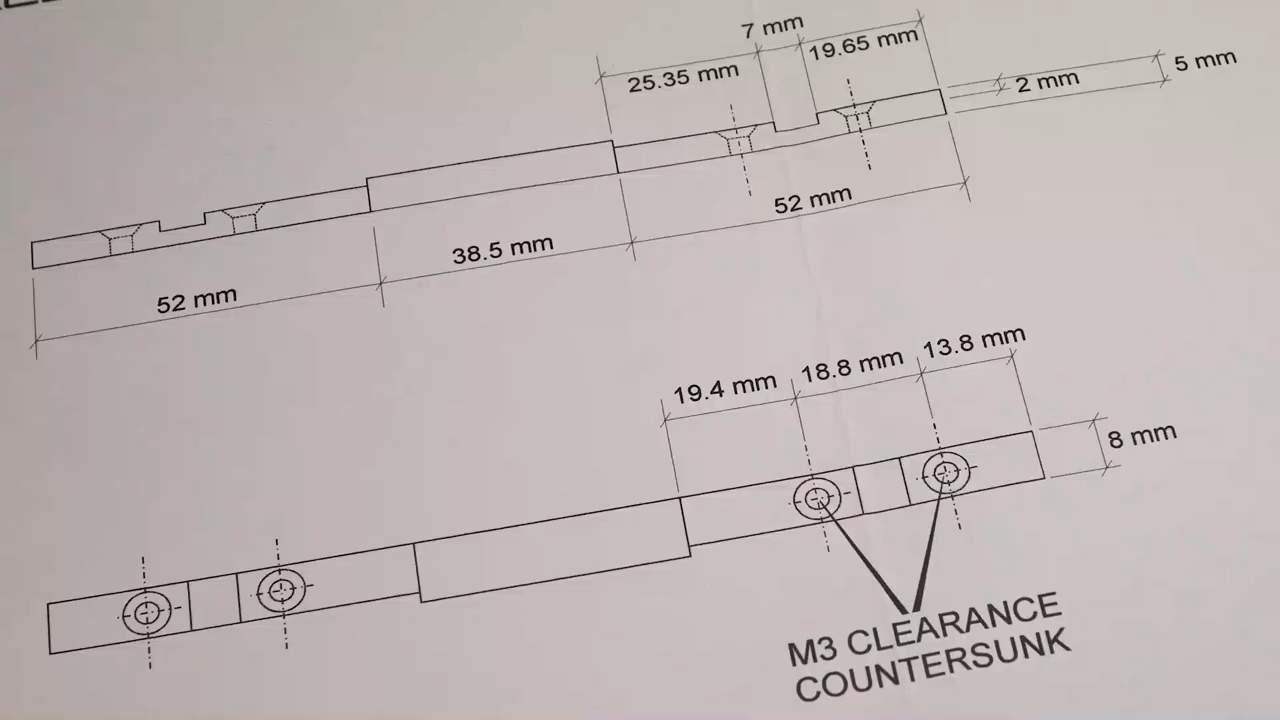 7 mm
25.35 mm
19.65 mm
2 mm
5 mm
52 mm
38.5 mm
52 mm
19.4 mm
18.8 mm
13.8 mm
8 mm
M3 CLEARANCE
COUNTERSUNK